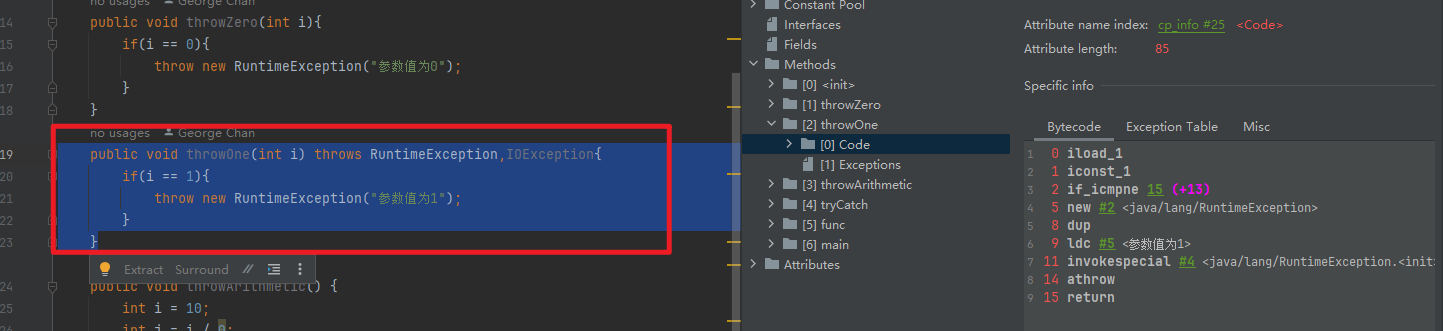 no usages George Chan
14 public void throwZero(int i){
15 if(i == 0){
16 throw new RuntimeException("参数值为0");
17 }
18 }
no usages George Chan
19 public void throwOne(int i) throws RuntimeException,IOException{
20 if(i == 1){
21 throw new RuntimeException("参数值为1");
22 }
23 }
Extract Surround //
24 public void throwArithmetic() {
25 int i = 10;
26 int j = i / 0;
Constant Pool
Interfaces
Fields
Methods
[0] <init>
[1] throwZero
[2] throwOne
[0] Code
[1] Exceptions
[3] throwArithmetic
[4] tryCatch
[5] func
[6] main
Attributes
Attribute name index: cp_info #25 <Code>
Attribute length: 85
Specific info
Bytecode Exception Table Misc
1 0 iload_1
2 1 iconst_1
3 2 if_icmpne 15 (+13)
4 5 new #2 <java/lang/RuntimeException>
5 8 dup
6 9 ldc #5 <参数值为1>
7 11 invokespecial #4 <java/lang/RuntimeException.<init>
8 14 athrow
9 15 return